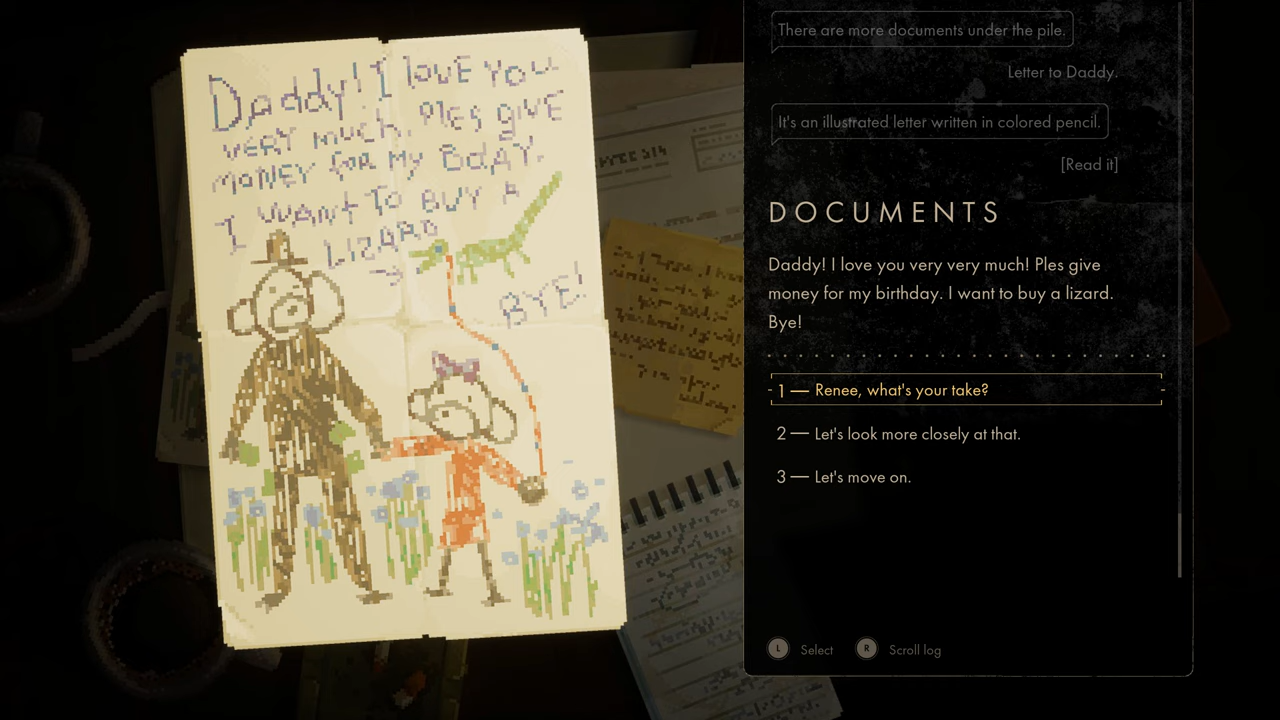 Daddy! I lovE YOU
VERY much. PlEs gIVE
MONEY foR MY BDAY.
I WANT TO BUY A
LIZARD
BYE!
There are more documents under the pile.
Letter to Daddy.
It's an illustrated letter written in colored pencil.
[Read it]
DOCUMENTS
Daddy! I love you very very much! Ples give
money for my birthday. I want to buy a lizard.
Bye!
1 — Renee, what's your take?
2 — Let's look more closely at that.
3 — Let's move on.
L Select R Scroll log